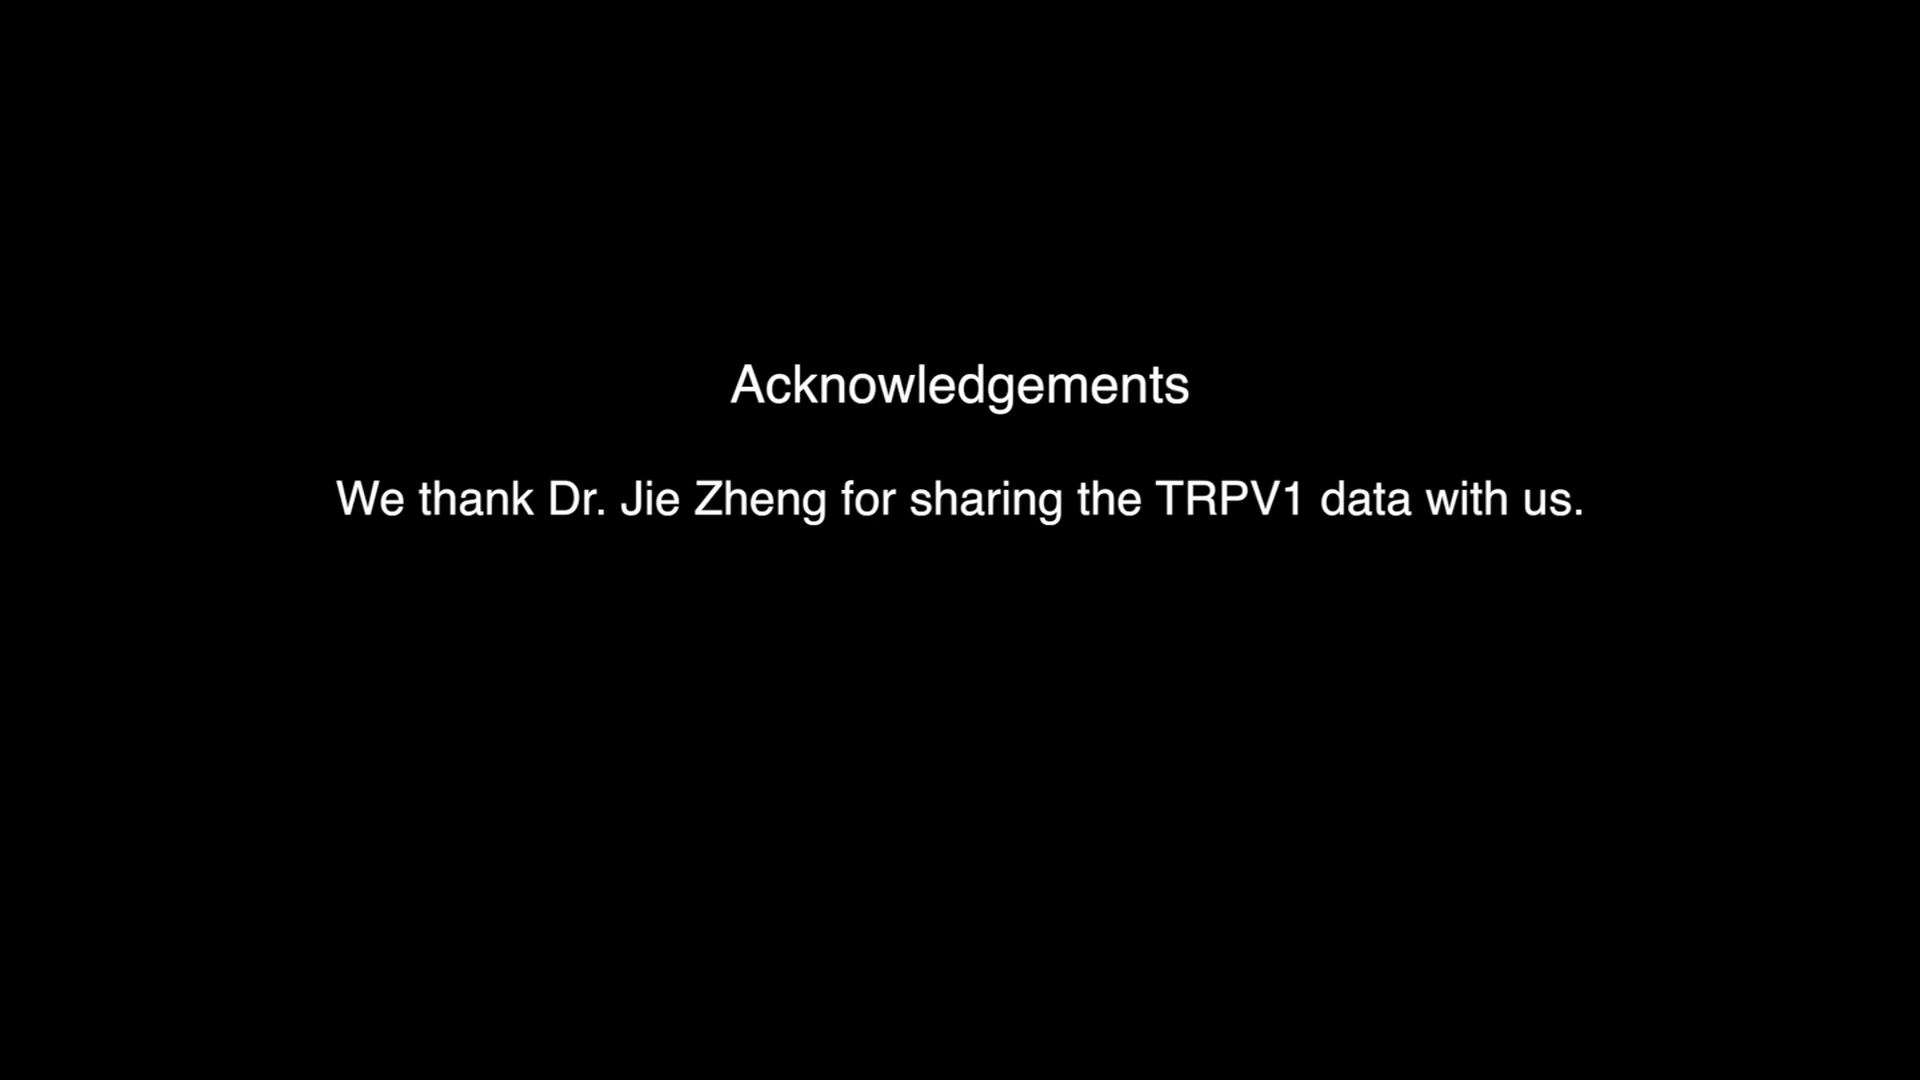 Acknowledgements
We thank Dr. Jie Zheng for sharing the TRPV1 data with us.